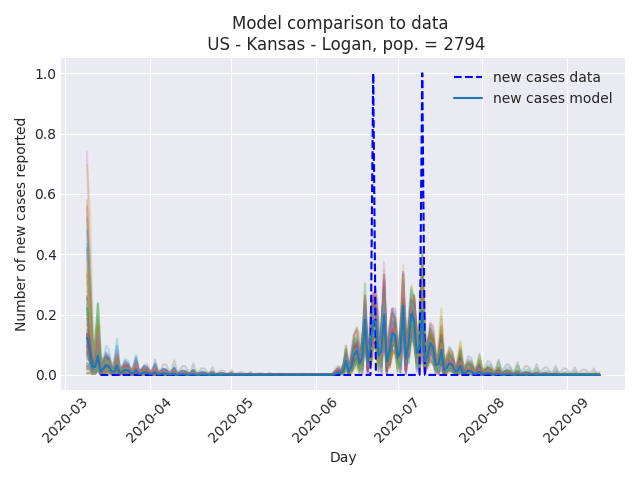 Model comparison to data
US - Kansas - Logan, pop. = 2794
new cases data
new cases model
Number of new cases reported
1.0
0.8
0.6
0.4
0.2
0.0
2020-03
2020-04
2020-05
2020-06
2020-07
2020-08
2020-09
Day